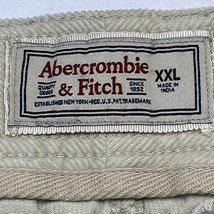 Abercrombie
& Fitch
QUALITY
GOODS
SINCE
1892
ESTABLISHED NEW YORK•REG.U.S.PAT.TRADEMARK
XXL
MADE IN
INDIA